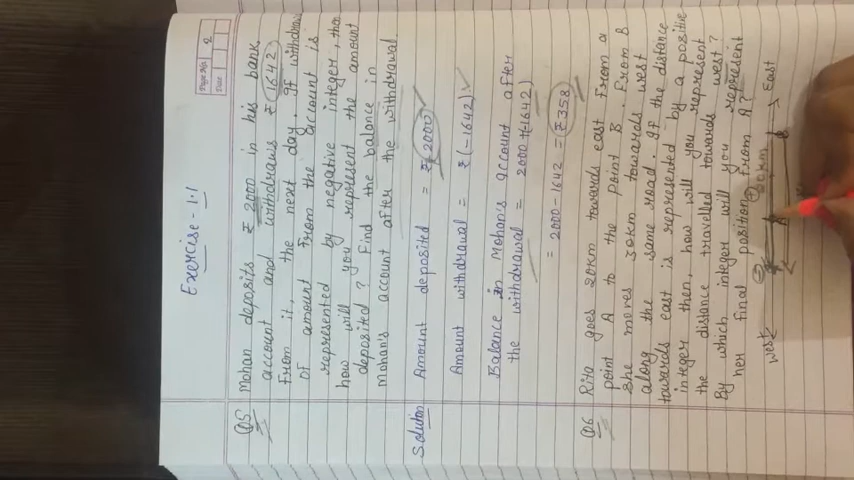 Page No. 2
Date
Exercise - 1.1
Q5 Mohan deposits ₹ 2000 in his bank
account and withdraws ₹ 1642
from it, the next day. If withdrawal
of amount from the account is
represented by negative integer, then
how will you represent the amount
deposited? Find the balance in
Mohan's account after the withdrawal.
Solution Amount deposited = ₹ 2000
Amount withdrawal = ₹(-1642)
Balance in Mohan's account after
the withdrawal = 2000+(-1642)
= 2000 - 1642 = ₹358
Q6 Rita goes 20km towards east from a
point A to the point B. From B
she moves 30km towards west
along the same road. If the distance
towards east is represented by a positive
integer then, how will you represent
the distance travelled towards west?
By which integer will you represent
her final position from A?
20km
West A B East